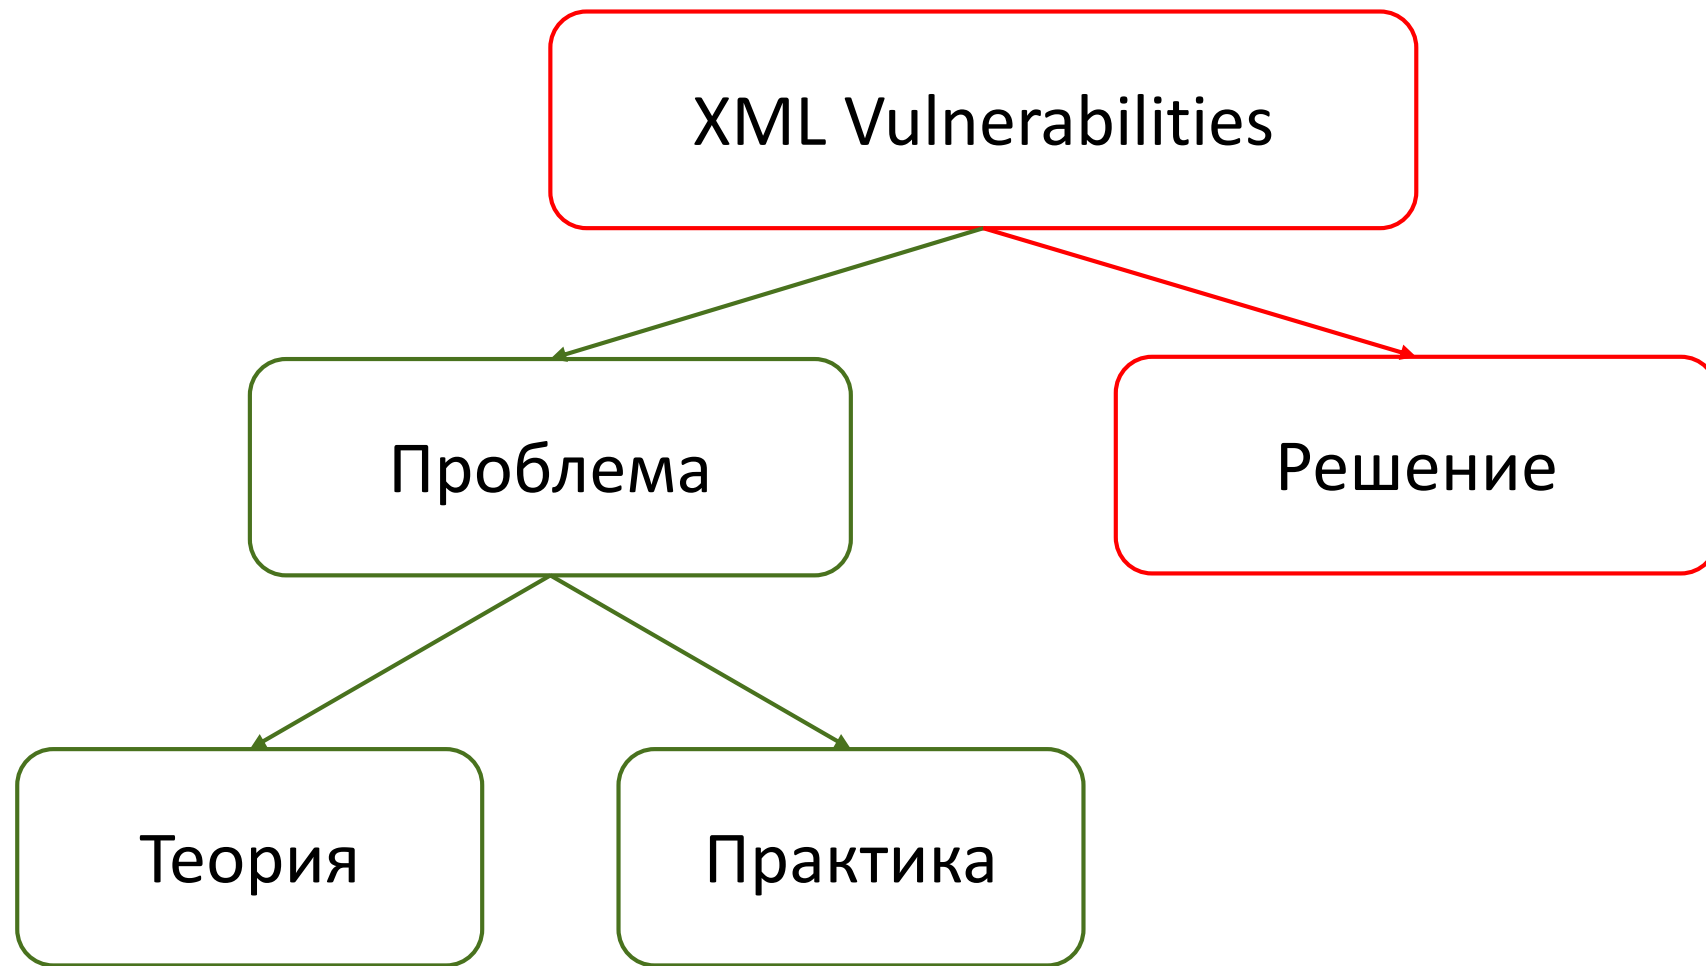 XML Vulnerabilities
Проблема
Решение
Теория
Практика